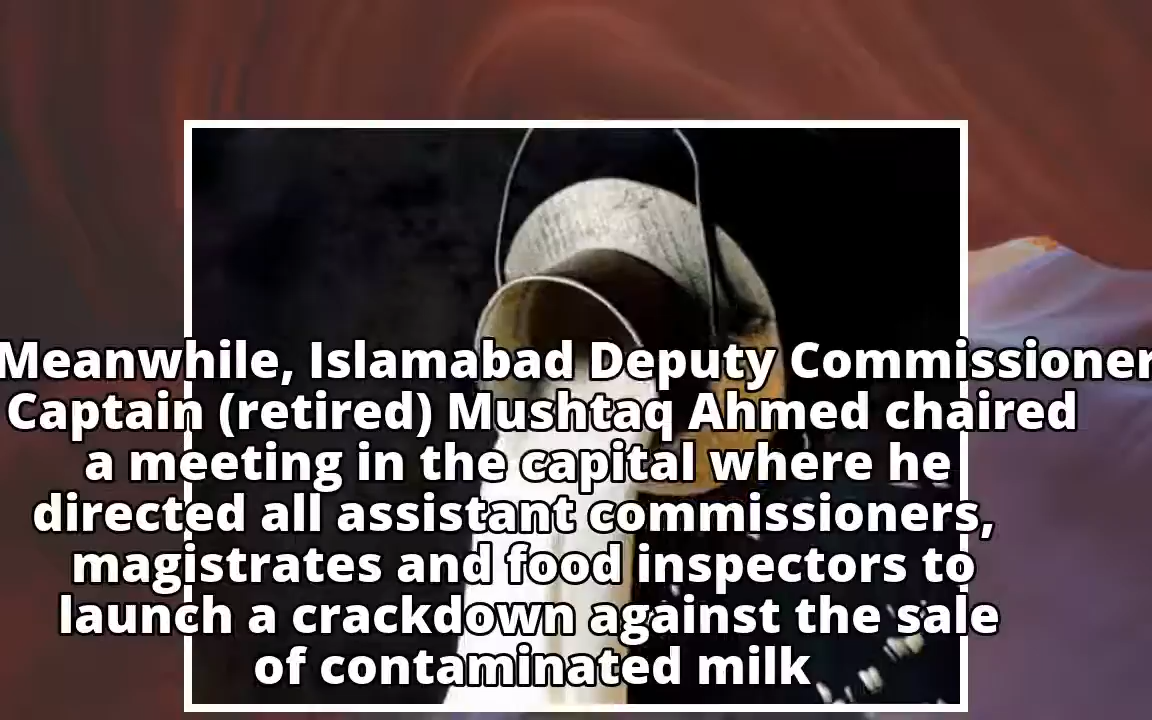 Meanwhile, Islamabad Deputy Commissioner
Captain (retired) Mushtaq Ahmed chaired
a meeting in the capital where he
directed all assistant commissioners,
magistrates and food inspectors to
launch a crackdown against the sale
of contaminated milk